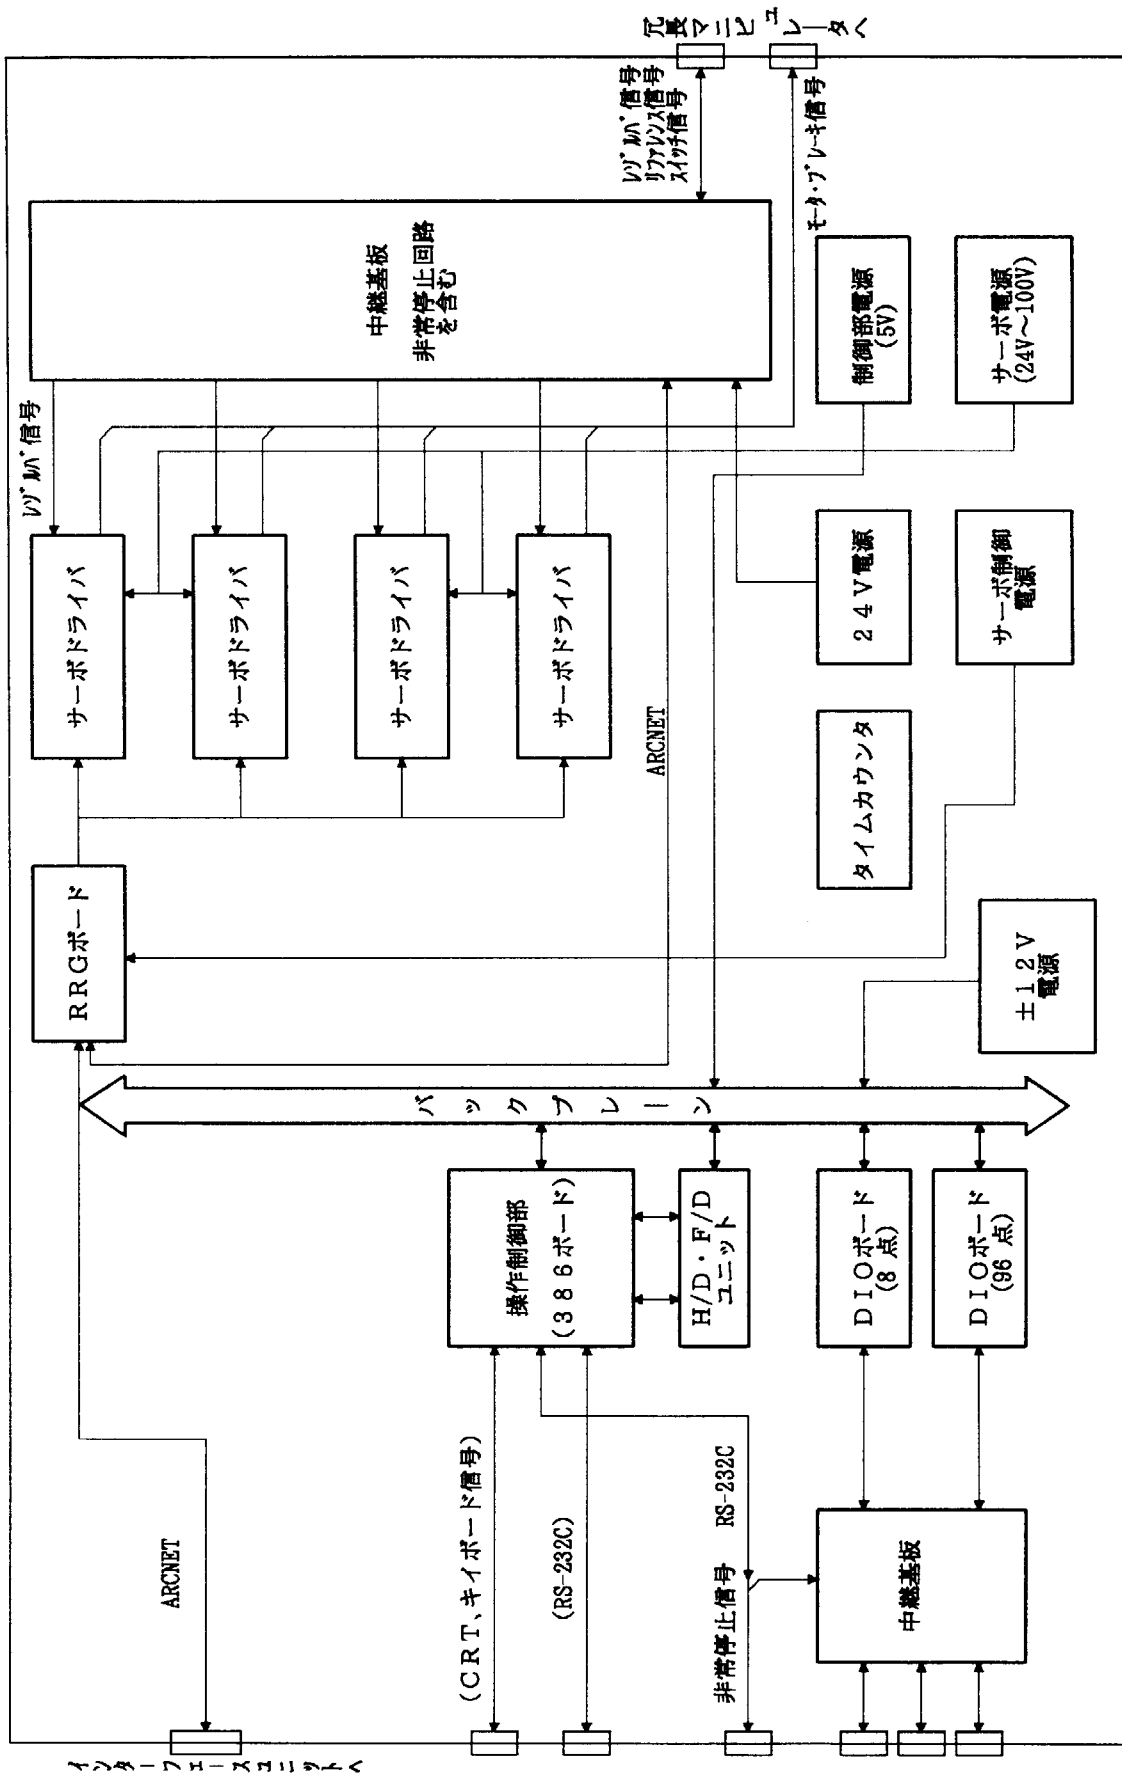 インターフェースユニットへ
ARCNET
(CRT、キイボード信号)
(RS-232C)
非常停止信号
RS-232C
中継基板
操作制御部
(386ボード)
H/D・F/D
ユニット
DIOボード
(8 点)
DIOボード
(96 点)
バックプレーン
RRGボード
±12V
電源
サーボドライバ
サーボドライバ
サーボドライバ
サーボドライバ
ARCNET
タイムカウンタ
24V電源
サーボ制御
電源
レゾルバ信号
中継基板
非常停止回路
を含む
制御部電源
(5V)
サーボ電源
(24V～100V)
レゾルバ信号
リファレンス信号
スイッチ信号
モータ・ブレーキ信号
冗長マニピュレータへ